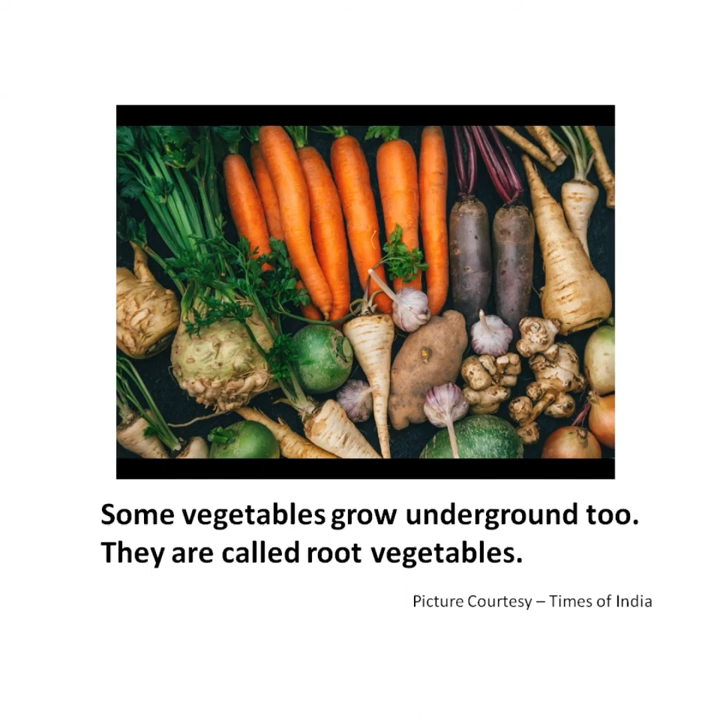 Some vegetables grow underground too.
They are called root vegetables.
Picture Courtesy – Times of India